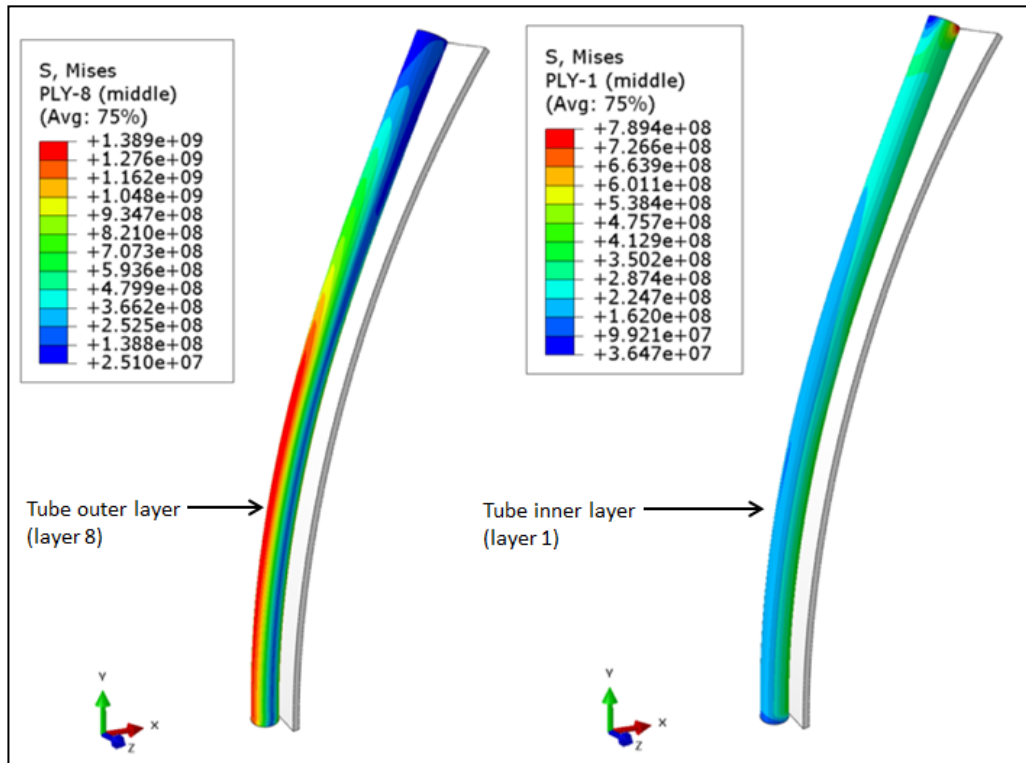 S, Mises
PLY-8 (middle)
(Avg: 75%)
+1.389e+09
+1.276e+09
+1.162e+09
+1.048e+09
+9.347e+08
+8.210e+08
+7.073e+08
+5.936e+08
+4.799e+08
+3.662e+08
+2.525e+08
+1.388e+08
+2.510e+07
Tube outer layer
(layer 8)
Y
X
Z
S, Mises
PLY-1 (middle)
(Avg: 75%)
+7.894e+08
+7.266e+08
+6.639e+08
+6.011e+08
+5.384e+08
+4.757e+08
+4.129e+08
+3.502e+08
+2.874e+08
+2.247e+08
+1.620e+08
+9.921e+07
+3.647e+07
Tube inner layer
(layer 1)
Y
X
Z